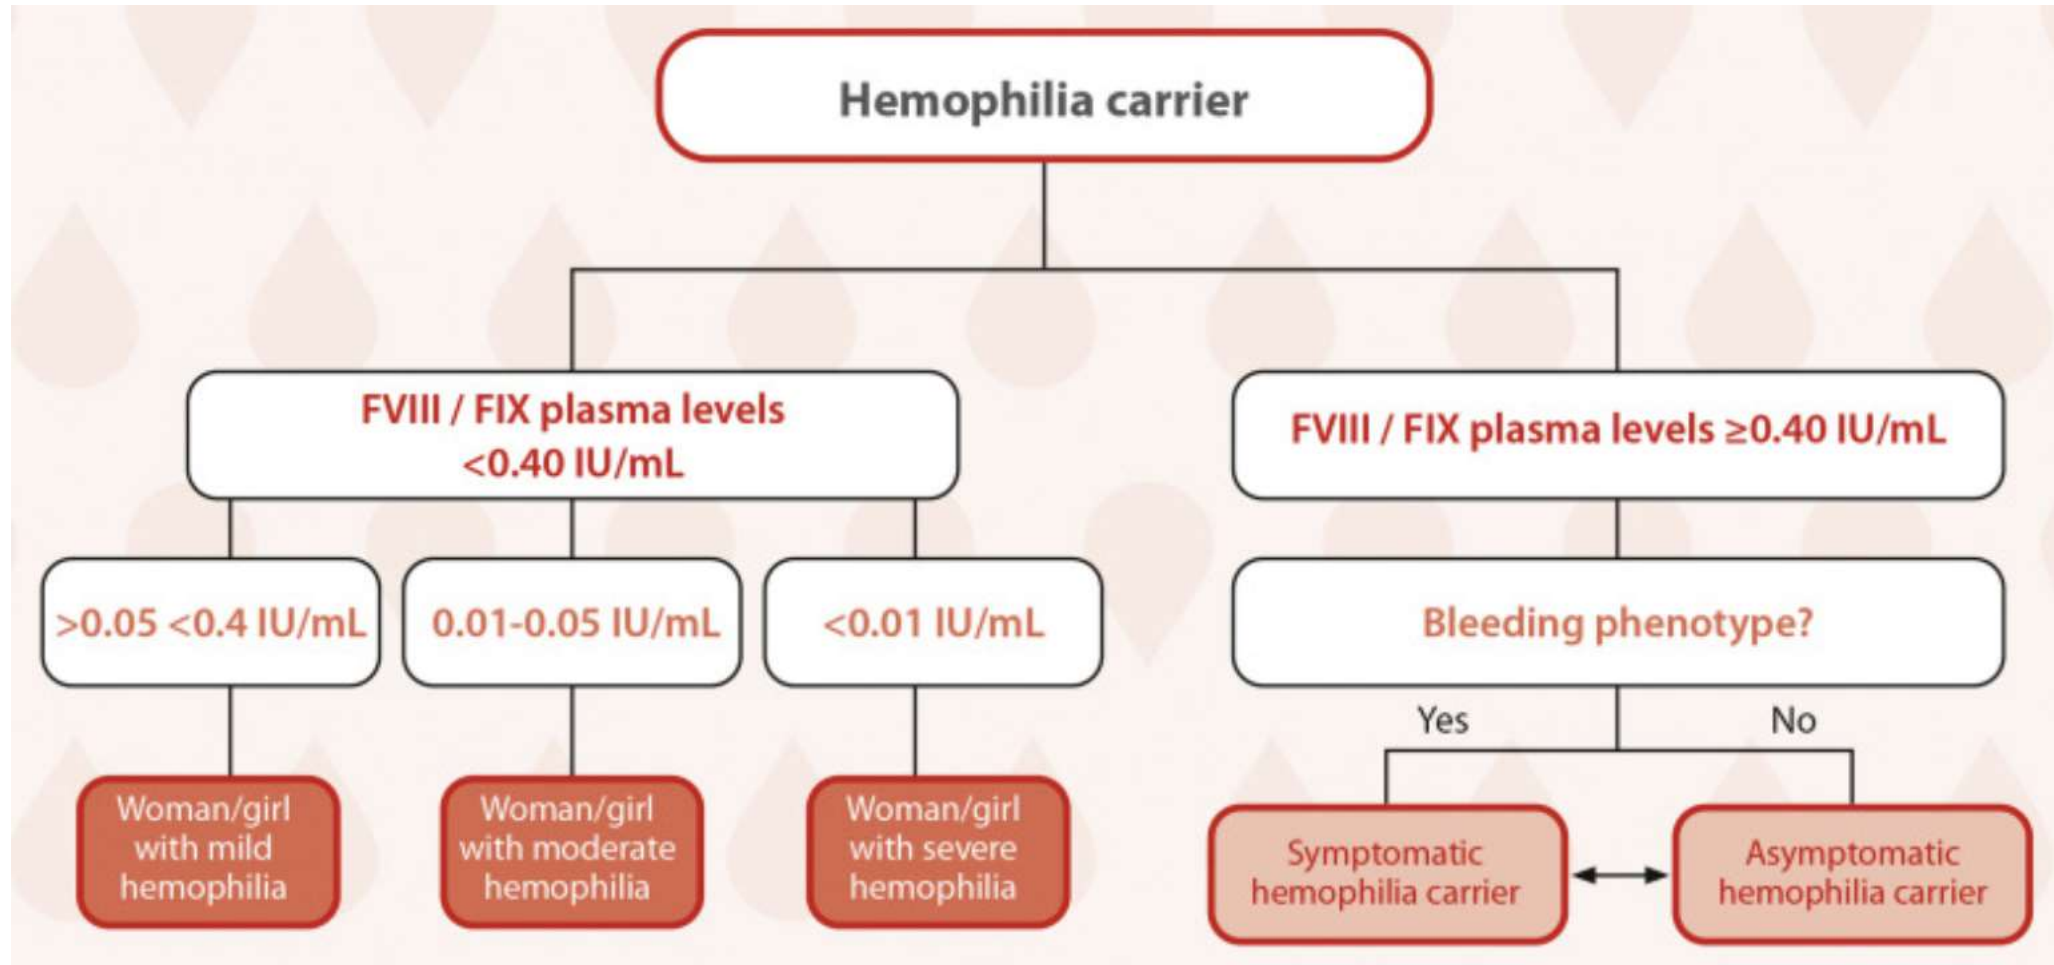 Hemophilia carrier
FVIII / FIX plasma levels
<0.40 IU/mL
FVIII / FIX plasma levels ≥0.40 IU/mL
>0.05 <0.4 IU/mL
0.01-0.05 IU/mL
<0.01 IU/mL
Bleeding phenotype?
Yes
No
Woman/girl
with mild
hemophilia
Woman/girl
with moderate
hemophilia
Woman/girl
with severe
hemophilia
Symptomatic
hemophilia carrier
Asymptomatic
hemophilia carrier